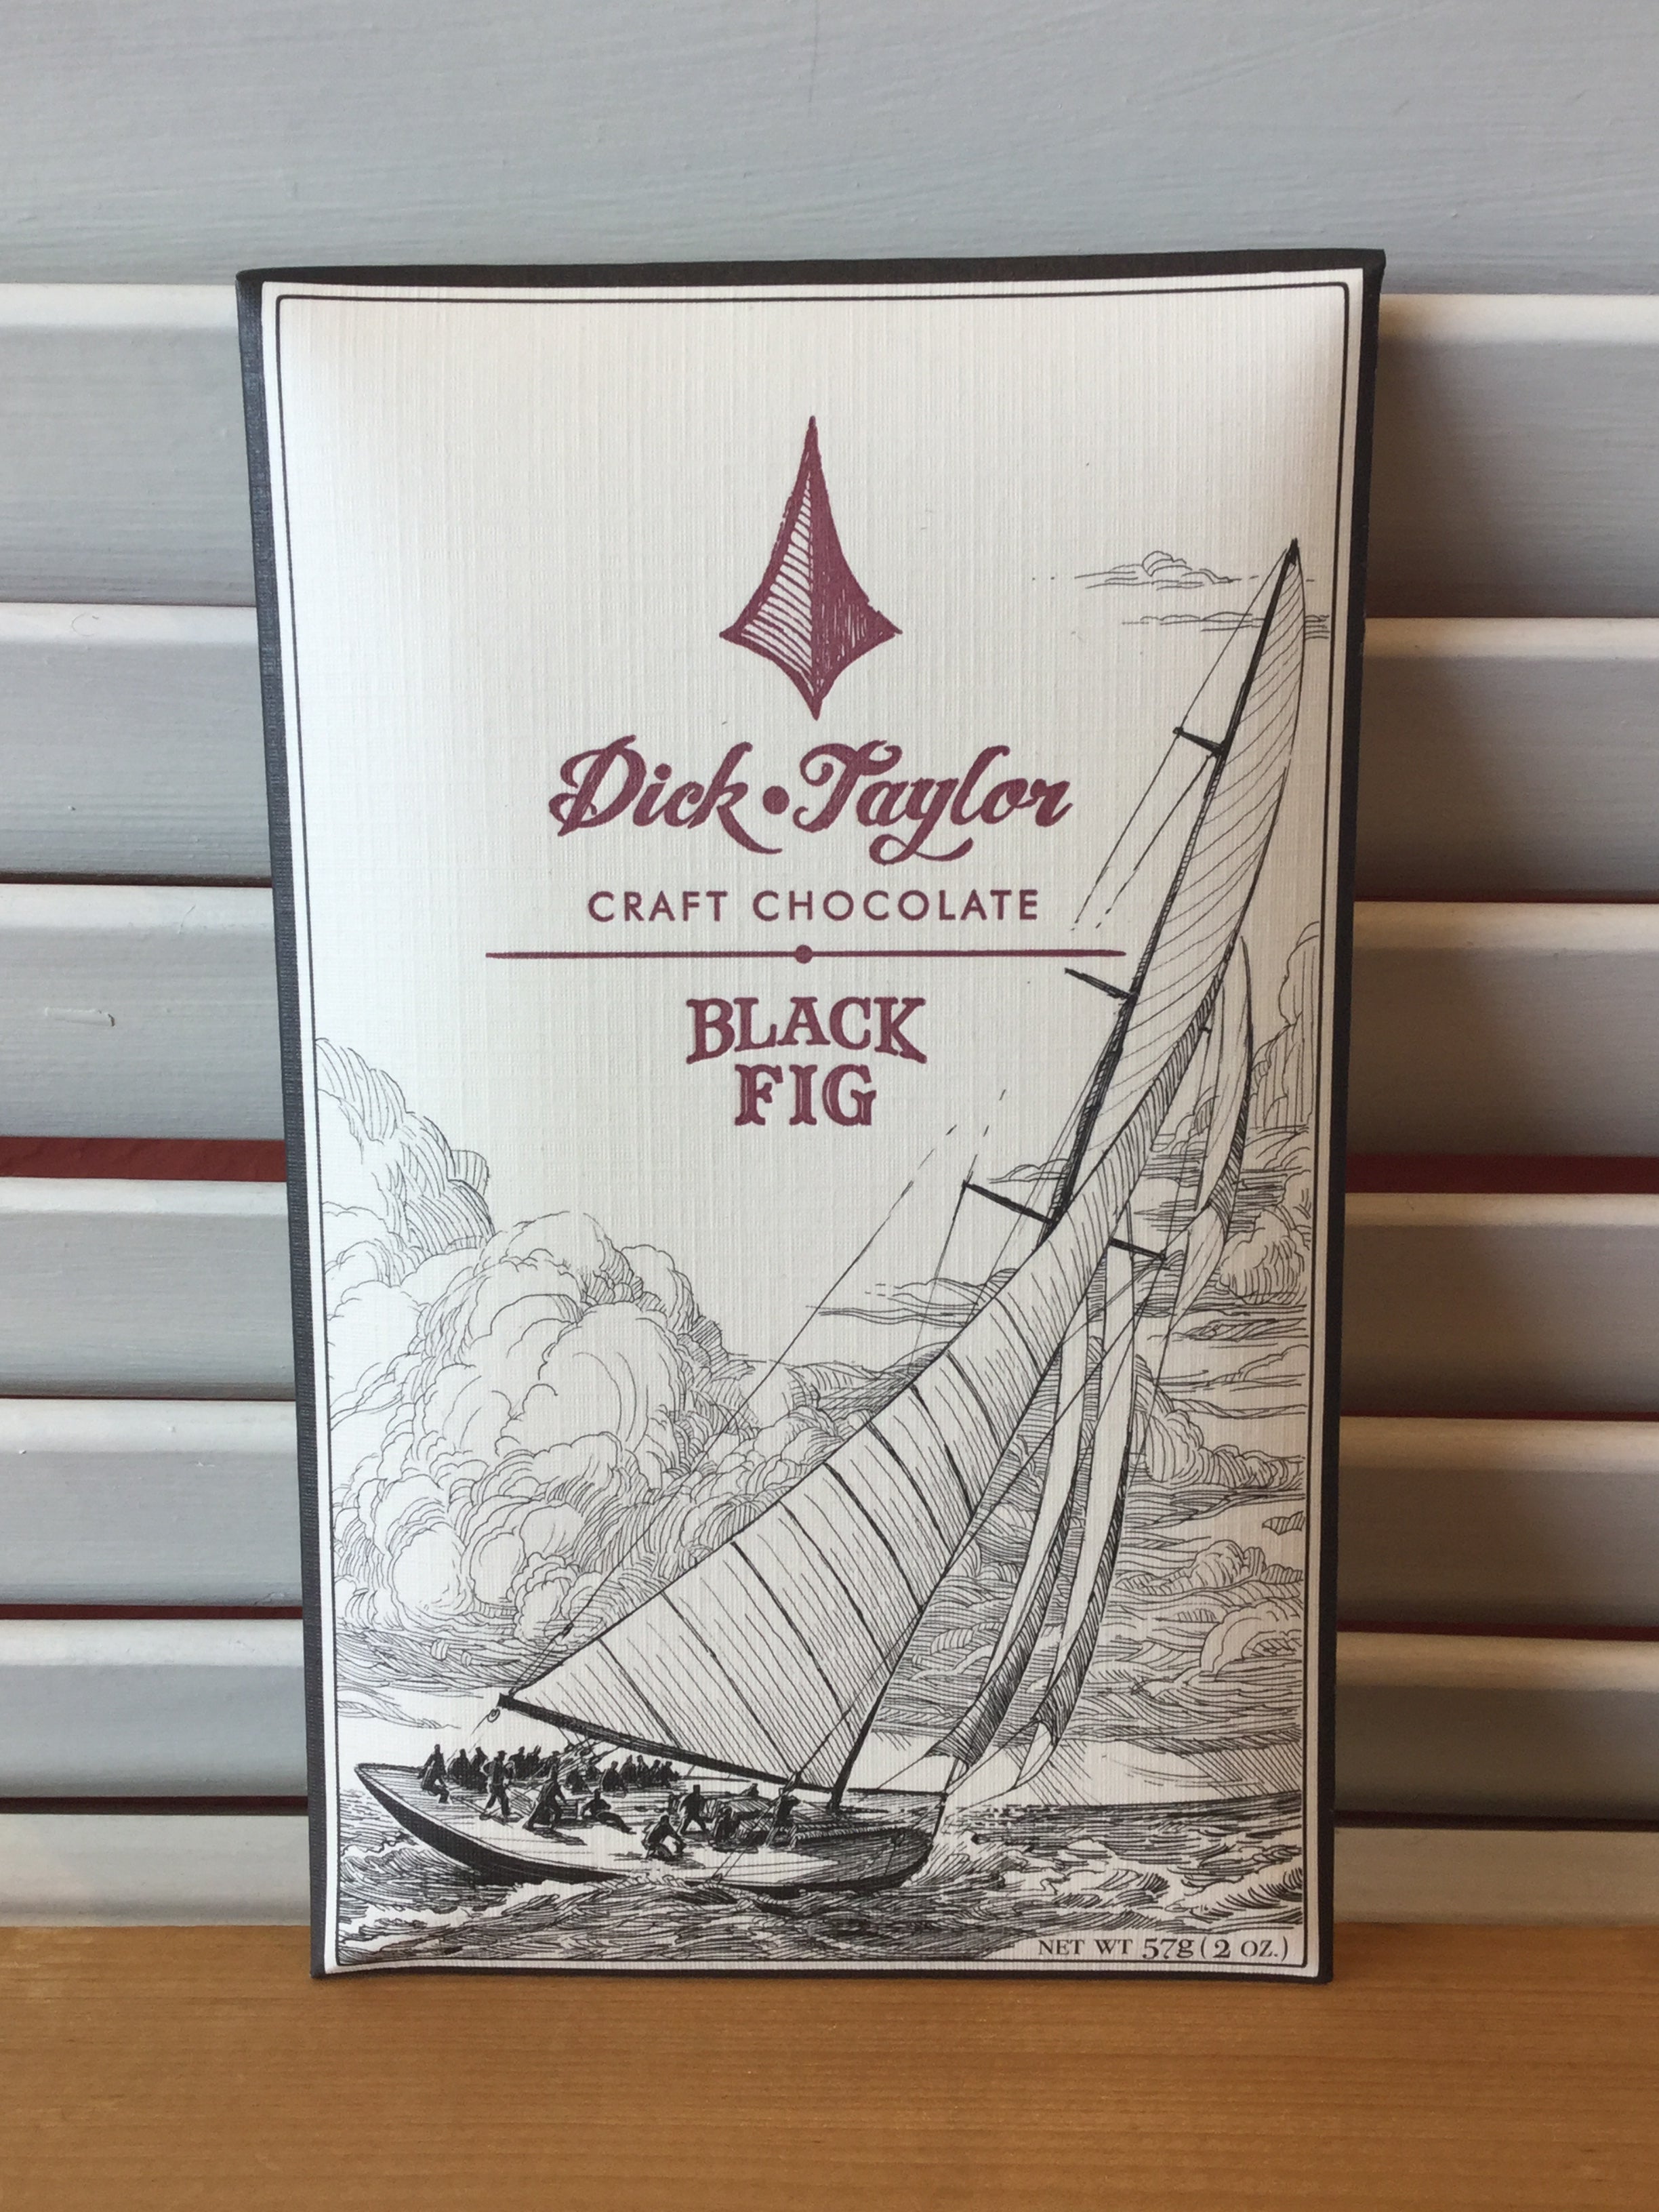 Dick • Taylor
CRAFT CHOCOLATE
BLACK
FIG
NET WT 57g (2 OZ.)